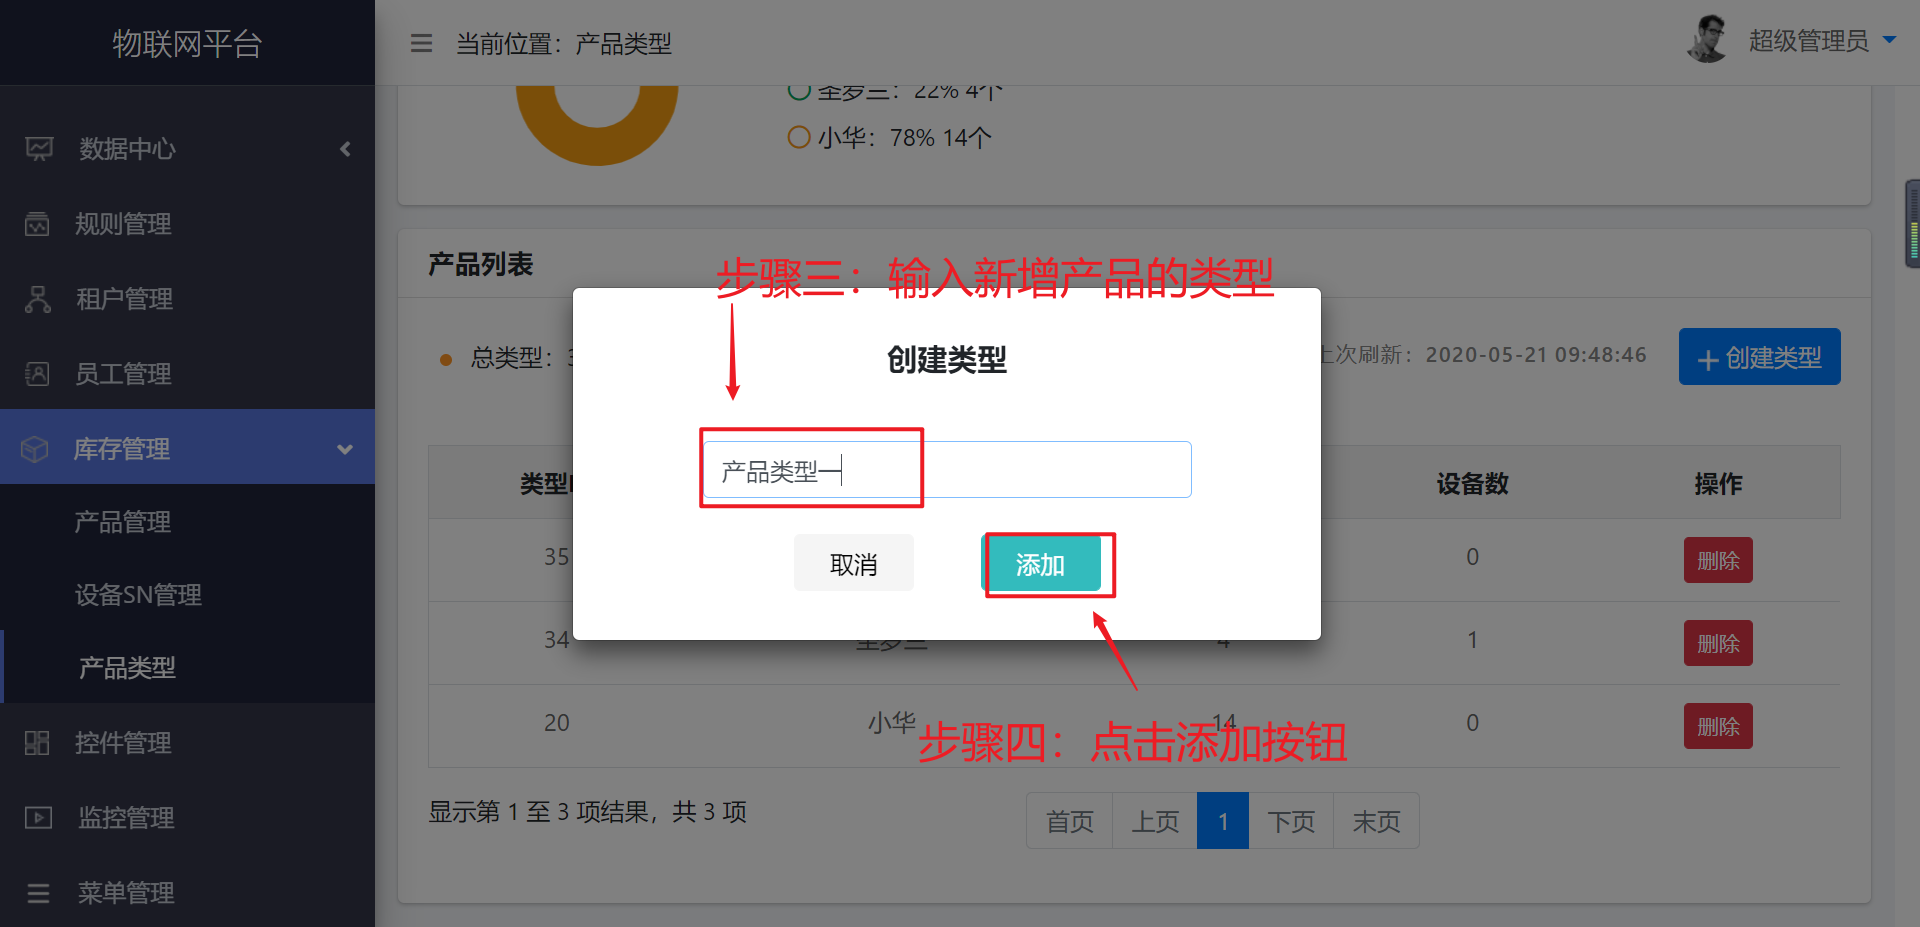 物联网平台
当前位置：产品类型
超级管理员
数据中心
规则管理
租户管理
员工管理
库存管理
产品管理
设备SN管理
产品类型
控件管理
监控管理
菜单管理
圣罗兰：22% 4个
小华：78% 14个
产品列表
步骤三：输入新增产品的类型
总类型：
上次刷新：2020-05-21 09:48:46
创建类型
创建类型
产品类型一
取消
添加
设备数
操作
35
0
删除
34
4
1
删除
20
小华
14
0
删除
步骤四：点击添加按钮
显示第 1 至 3 项结果，共 3 项
首页
上页
1
下页
末页